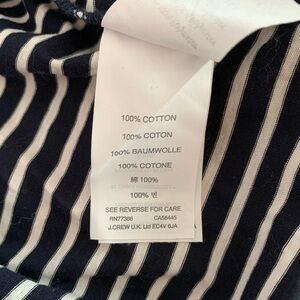 100% COTTON
100% COTON
100% BAUMWOLLE
100% COTONE
綿 100%
100% 면
SEE REVERSE FOR CARE
RN77388 CA56445
J.CREW U.K. Ltd EC4V 6JA